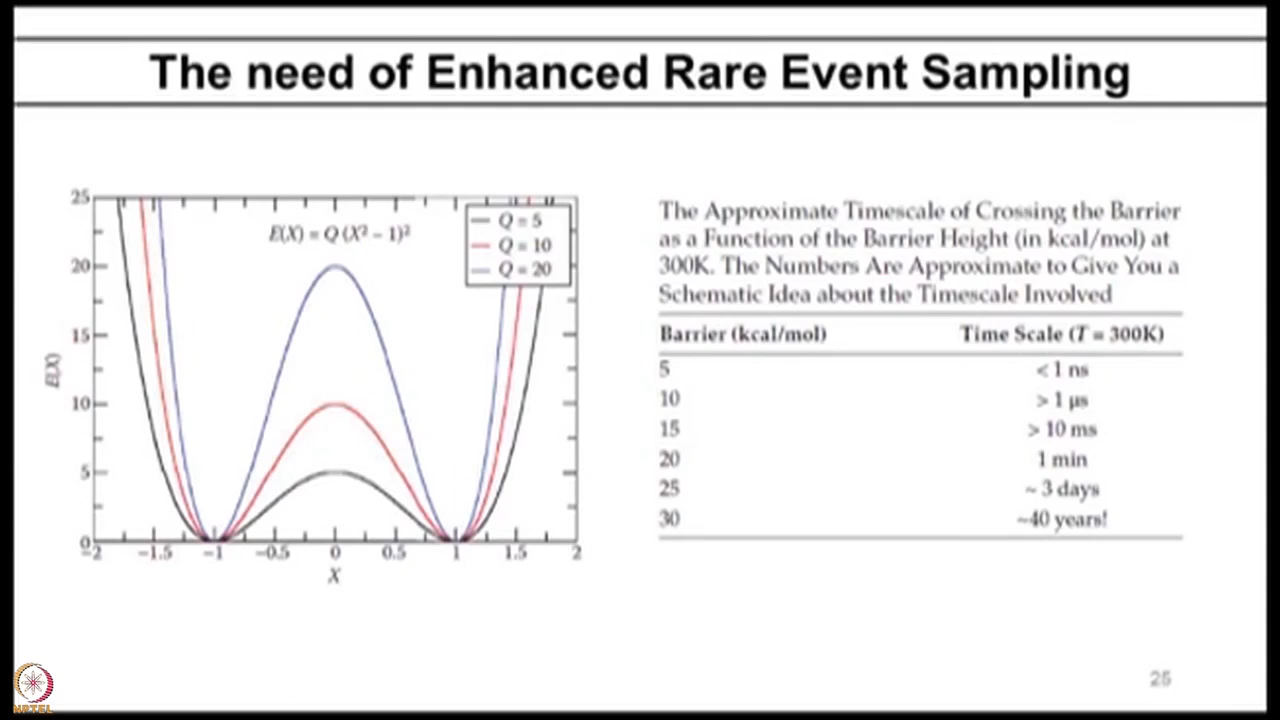 The need of Enhanced Rare Event Sampling
25
20
15
10
5
0
E(X)
E(X) = Q (X² − 1)²
Q = 5
Q = 10
Q = 20
−2 −1.5 −1 −0.5 0 0.5 1 1.5 2
X
The Approximate Timescale of Crossing the Barrier
as a Function of the Barrier Height (in kcal/mol) at
300K. The Numbers Are Approximate to Give You a
Schematic Idea about the Timescale Involved
Barrier (kcal/mol) Time Scale (T = 300K)
5 < 1 ns
10 > 1 μs
15 > 10 ms
20 1 min
25 ~ 3 days
30 ~40 years!
25
NPTEL